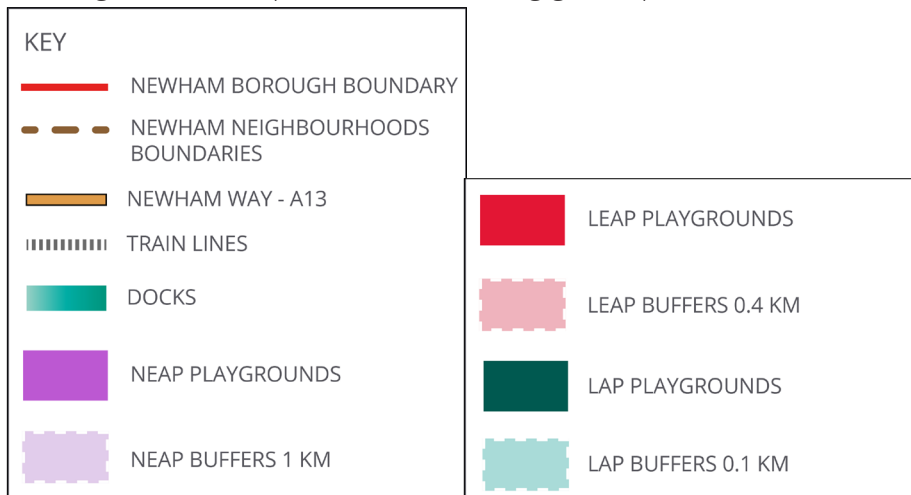 KEY
NEWHAM BOROUGH BOUNDARY
NEWHAM NEIGHBOURHOODS
BOUNDARIES
NEWHAM WAY - A13
TRAIN LINES
DOCKS
NEAP PLAYGROUNDS
NEAP BUFFERS 1 KM
LEAP PLAYGROUNDS
LEAP BUFFERS 0.4 KM
LAP PLAYGROUNDS
LAP BUFFERS 0.1 KM